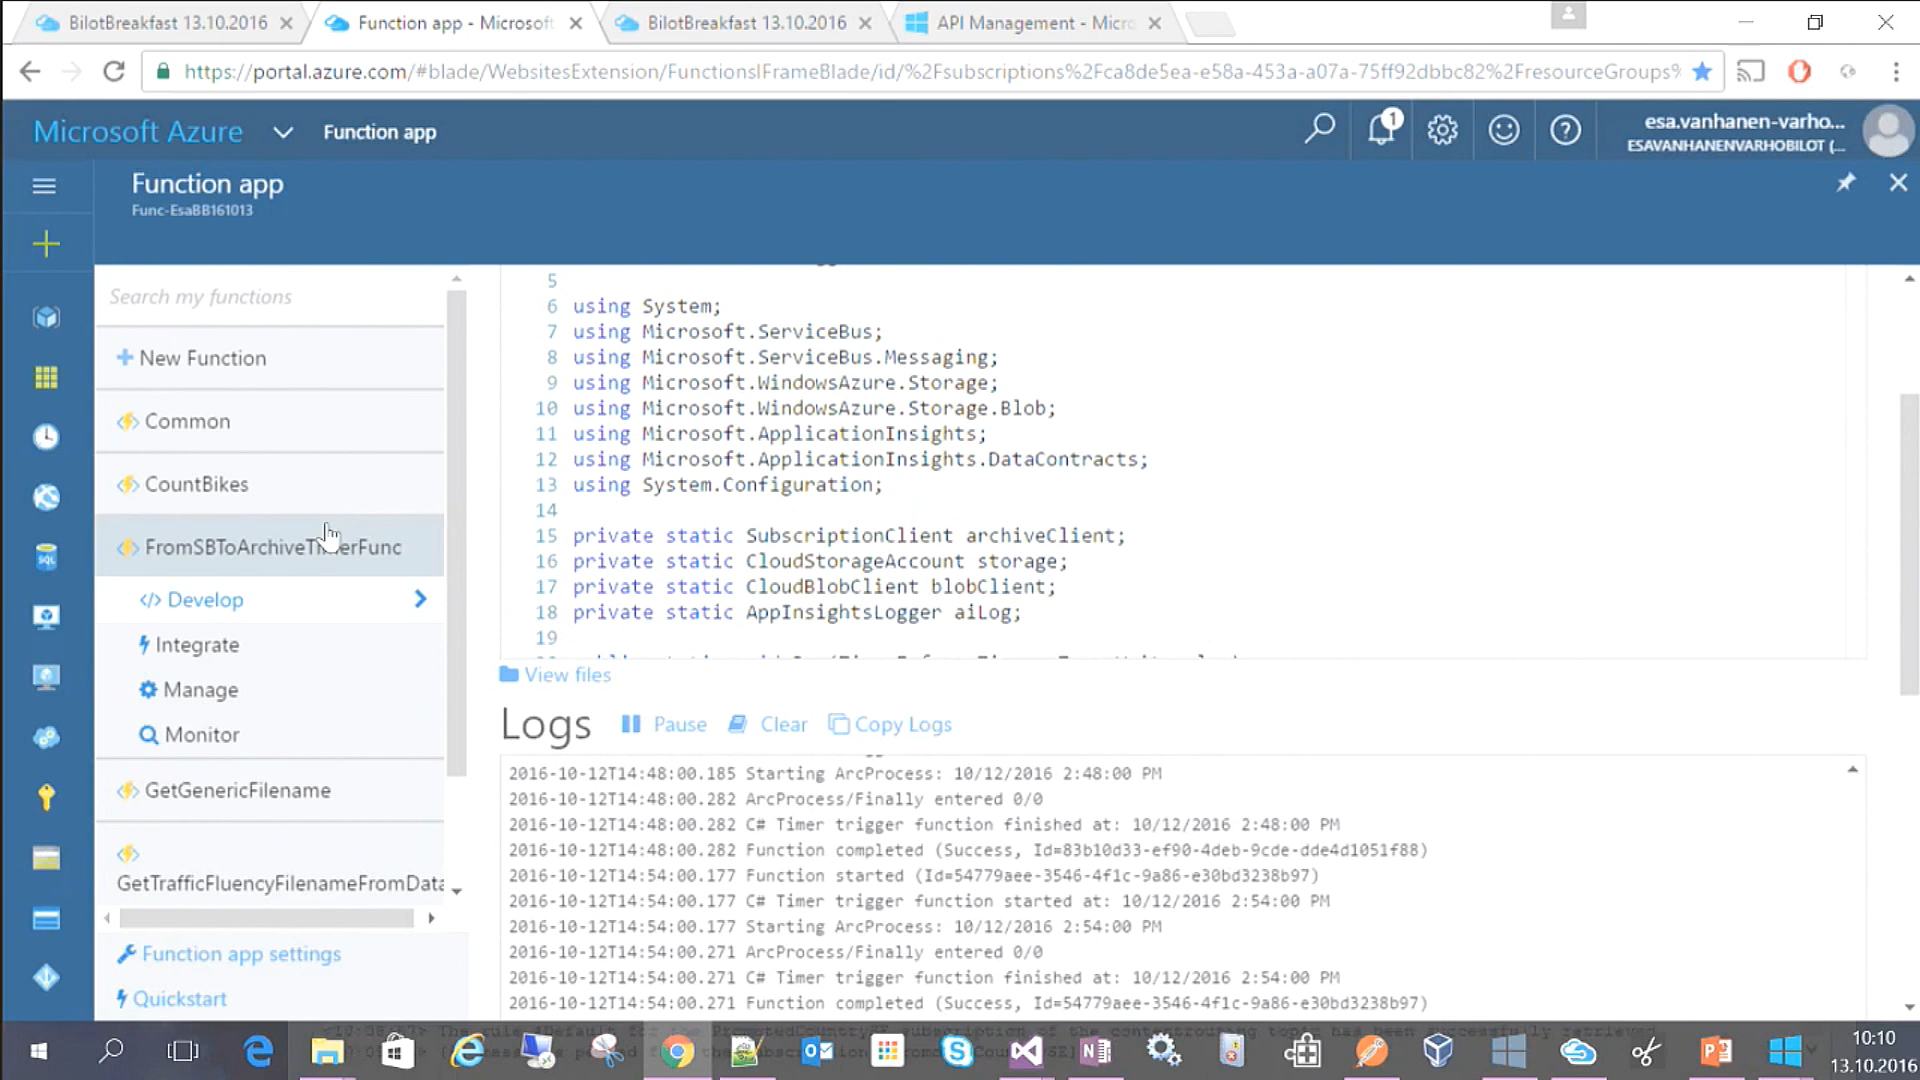 BilotBreakfast 13.10.2016
Function app - Microsoft
BilotBreakfast 13.10.2016
API Management - Micro
https://portal.azure.com/#blade/WebsitesExtension/FunctionsIFrameBlade/id/%2Fsubscriptions%2Fca8de5ea-e58a-453a-a07a-75ff92dbbc82%2FresourceGroups%
Microsoft Azure
Function app
1
esa.vanhanen-varho...
ESAVANHANENVARHOBILOT (...
Function app
Func-EsaBB161013
Search my functions
New Function
Common
CountBikes
FromSBToArchiveTimerFunc
</> Develop
Integrate
Manage
Monitor
GetGenericFilename
GetTrafficFluencyFilenameFromData
Function app settings
Quickstart
5
6 using System;
7 using Microsoft.ServiceBus;
8 using Microsoft.ServiceBus.Messaging;
9 using Microsoft.WindowsAzure.Storage;
10 using Microsoft.WindowsAzure.Storage.Blob;
11 using Microsoft.ApplicationInsights;
12 using Microsoft.ApplicationInsights.DataContracts;
13 using System.Configuration;
14
15 private static SubscriptionClient archiveClient;
16 private static CloudStorageAccount storage;
17 private static CloudBlobClient blobClient;
18 private static AppInsightsLogger aiLog;
19
View files
Logs
Pause
Clear
Copy Logs
2016-10-12T14:48:00.185 Starting ArcProcess: 10/12/2016 2:48:00 PM
2016-10-12T14:48:00.282 ArcProcess/Finally entered 0/0
2016-10-12T14:48:00.282 C# Timer trigger function finished at: 10/12/2016 2:48:00 PM
2016-10-12T14:48:00.282 Function completed (Success, Id=83b10d33-ef90-4deb-9cde-dde4d1051f88)
2016-10-12T14:54:00.177 Function started (Id=54779aee-3546-4f1c-9a86-e30bd3238b97)
2016-10-12T14:54:00.177 C# Timer trigger function started at: 10/12/2016 2:54:00 PM
2016-10-12T14:54:00.177 Starting ArcProcess: 10/12/2016 2:54:00 PM
2016-10-12T14:54:00.271 ArcProcess/Finally entered 0/0
2016-10-12T14:54:00.271 C# Timer trigger function finished at: 10/12/2016 2:54:00 PM
2016-10-12T14:54:00.271 Function completed (Success, Id=54779aee-3546-4f1c-9a86-e30bd3238b97)
10:10
13.10.2016